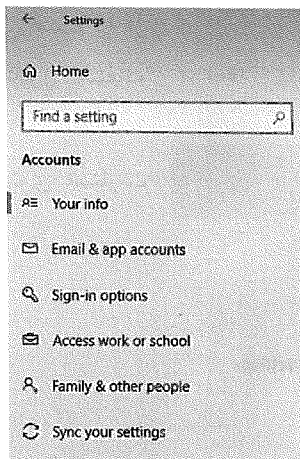 Settings
Home
Find a setting
Accounts
Your info
Email & app accounts
Sign-in options
Access work or school
Family & other people
Sync your settings